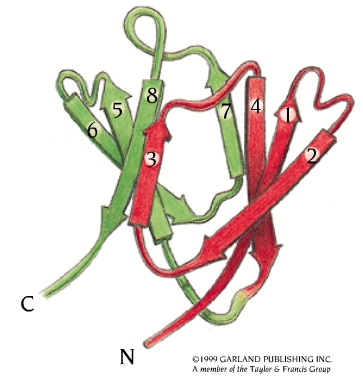 8
5
7
4
1
6
3
2
C
N
©1999 GARLAND PUBLISHING INC.
A member of the Taylor & Francis Group